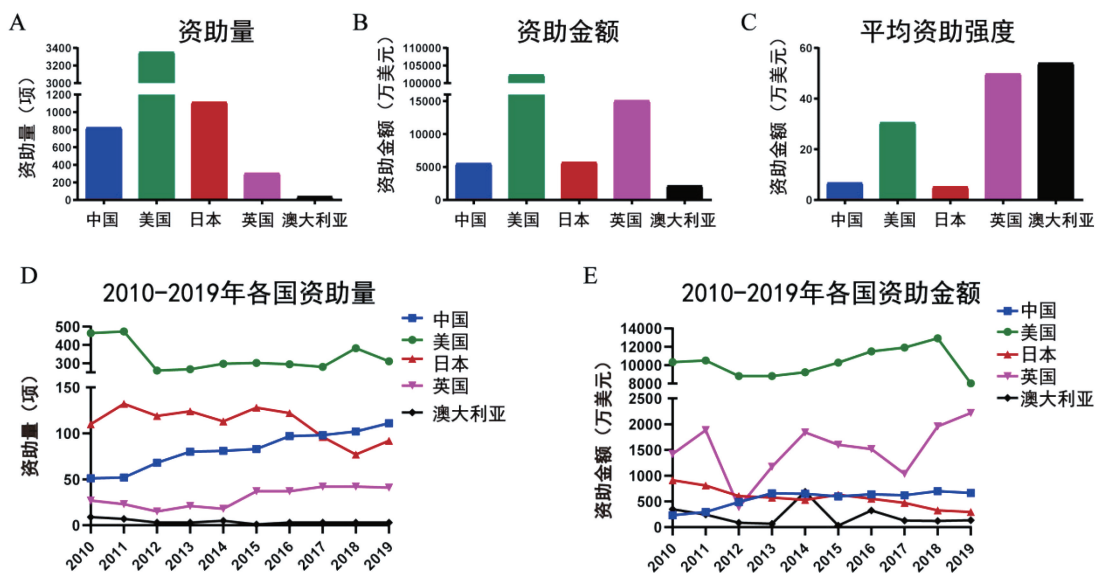 A
资助量
资助量（项）
3400
3200
3000
1200
1000
800
600
400
200
0
中国 美国 日本 英国 澳大利亚
B
资助金额
资助金额（万美元）
110000
105000
100000
15000
10000
5000
0
中国 美国 日本 英国 澳大利亚
C
平均资助强度
资助金额（万美元）
60
40
20
0
中国 美国 日本 英国 澳大利亚
D
2010-2019年各国资助量
资助量（项）
500
400
300
150
100
50
0
2010 2011 2012 2013 2014 2015 2016 2017 2018 2019
中国
美国
日本
英国
澳大利亚
E
2010-2019年各国资助金额
资助金额（万美元）
14000
12000
10000
8000
2500
2000
1500
1000
500
0
2010 2011 2012 2013 2014 2015 2016 2017 2018 2019
中国
美国
日本
英国
澳大利亚